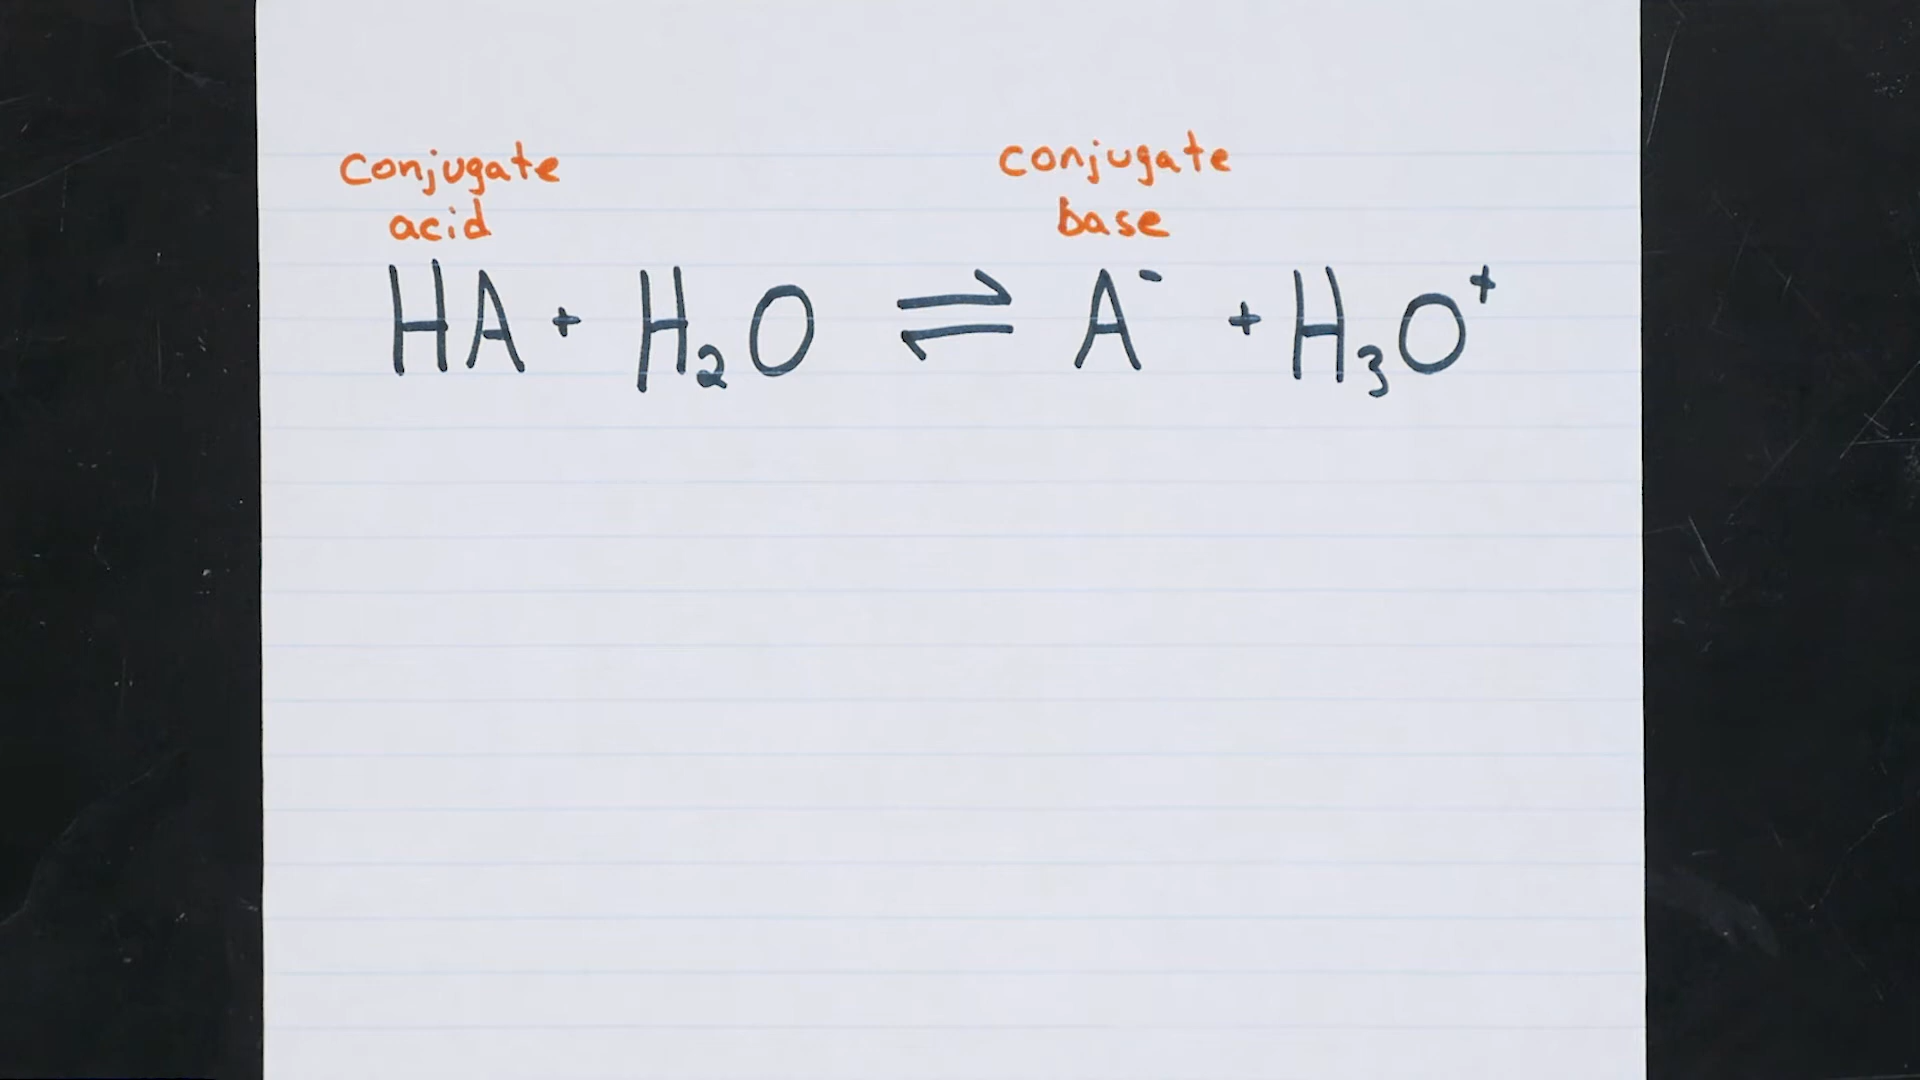 Conjugate conjugate
acid base
HA + H₂O ⇌ A⁻ + H₃O⁺